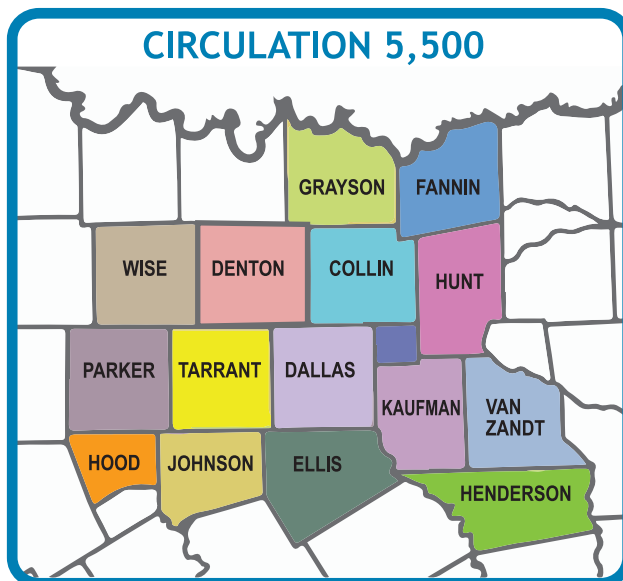 CIRCULATION 5,500
GRAYSON
FANNIN
WISE
DENTON
COLLIN
HUNT
PARKER
TARRANT
DALLAS
KAUFMAN
VAN
ZANDT
HOOD
JOHNSON
ELLIS
HENDERSON